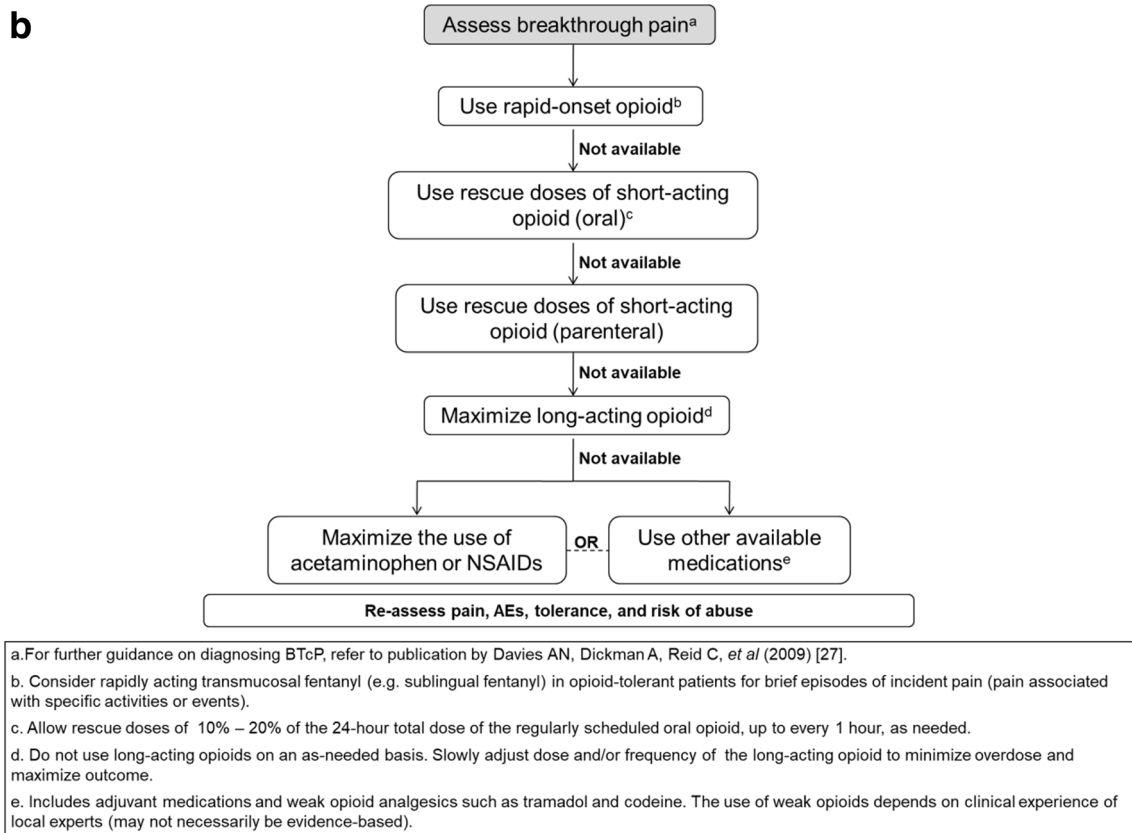 b
Assess breakthrough painᵃ
Use rapid-onset opioidᵇ
Not available
Use rescue doses of short-acting
opioid (oral)ᶜ
Not available
Use rescue doses of short-acting
opioid (parenteral)
Not available
Maximize long-acting opioidᵈ
Not available
Maximize the use of
acetaminophen or NSAIDs
OR
Use other available
medicationsᵉ
Re-assess pain, AEs, tolerance, and risk of abuse
a.For further guidance on diagnosing BTcP, refer to publication by Davies AN, Dickman A, Reid C, et al (2009) [27].
b. Consider rapidly acting transmucosal fentanyl (e.g. sublingual fentanyl) in opioid-tolerant patients for brief episodes of incident pain (pain associated
with specific activities or events).
c. Allow rescue doses of 10% – 20% of the 24-hour total dose of the regularly scheduled oral opioid, up to every 1 hour, as needed.
d. Do not use long-acting opioids on an as-needed basis. Slowly adjust dose and/or frequency of the long-acting opioid to minimize overdose and
maximize outcome.
e. Includes adjuvant medications and weak opioid analgesics such as tramadol and codeine. The use of weak opioids depends on clinical experience of
local experts (may not necessarily be evidence-based).